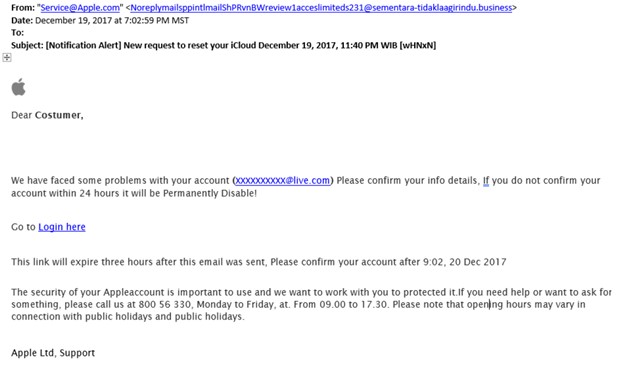 From: "Service@Apple.com" <NoreplymailsppintlmailShPRvnBWreview1acceslimiteds231@sementara-tidaklaagirindu.business>
Date: December 19, 2017 at 7:02:59 PM MST
To:
Subject: [Notification Alert] New request to reset your iCloud December 19, 2017, 11:40 PM WIB [wHNxN]
Dear Costumer,
We have faced some problems with your account (XXXXXXXXXX@live.com) Please confirm your info details, If you do not confirm your
account within 24 hours it will be Permanently Disable!
Go to Login here
This link will expire three hours after this email was sent, Please confirm your account after 9:02, 20 Dec 2017
The security of your Appleaccount is important to use and we want to work with you to protected it.If you need help or want to ask for
something, please call us at 800 56 330, Monday to Friday, at. From 09.00 to 17.30. Please note that opening hours may vary in
connection with public holidays and public holidays.
Apple Ltd, Support